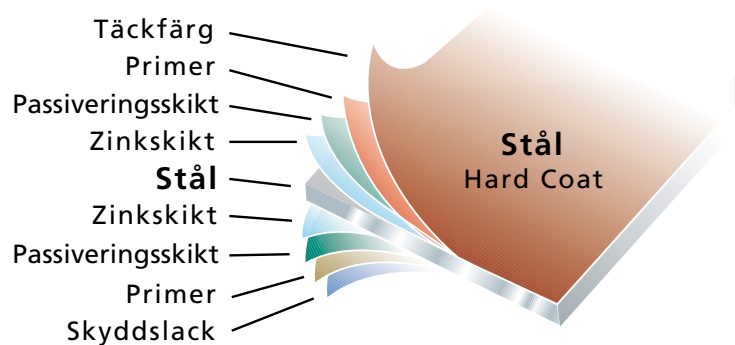 Täckfärg
Primer
Passiveringsskikt
Zinkskikt
Stål
Zinkskikt
Passiveringsskikt
Primer
Skyddslack
Stål
Hard Coat